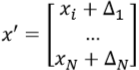 x_i + Δ_1
x' = [ ... ]
x_N + Δ_N